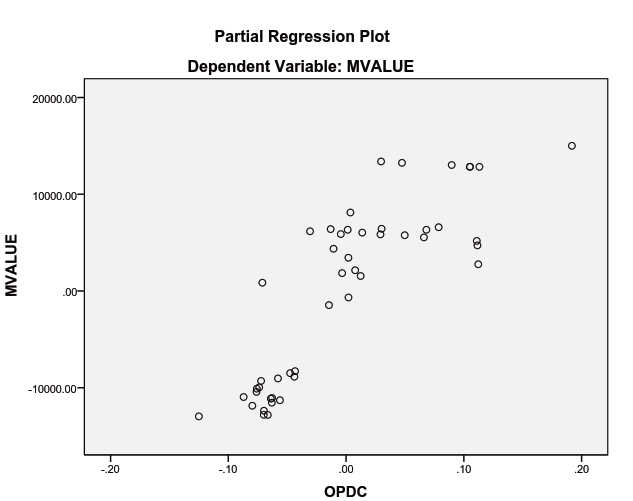 Partial Regression Plot
Dependent Variable: MVALUE
20000.00
10000.00
.00
-10000.00
MVALUE
-.20
-.10
.00
.10
.20
OPDC